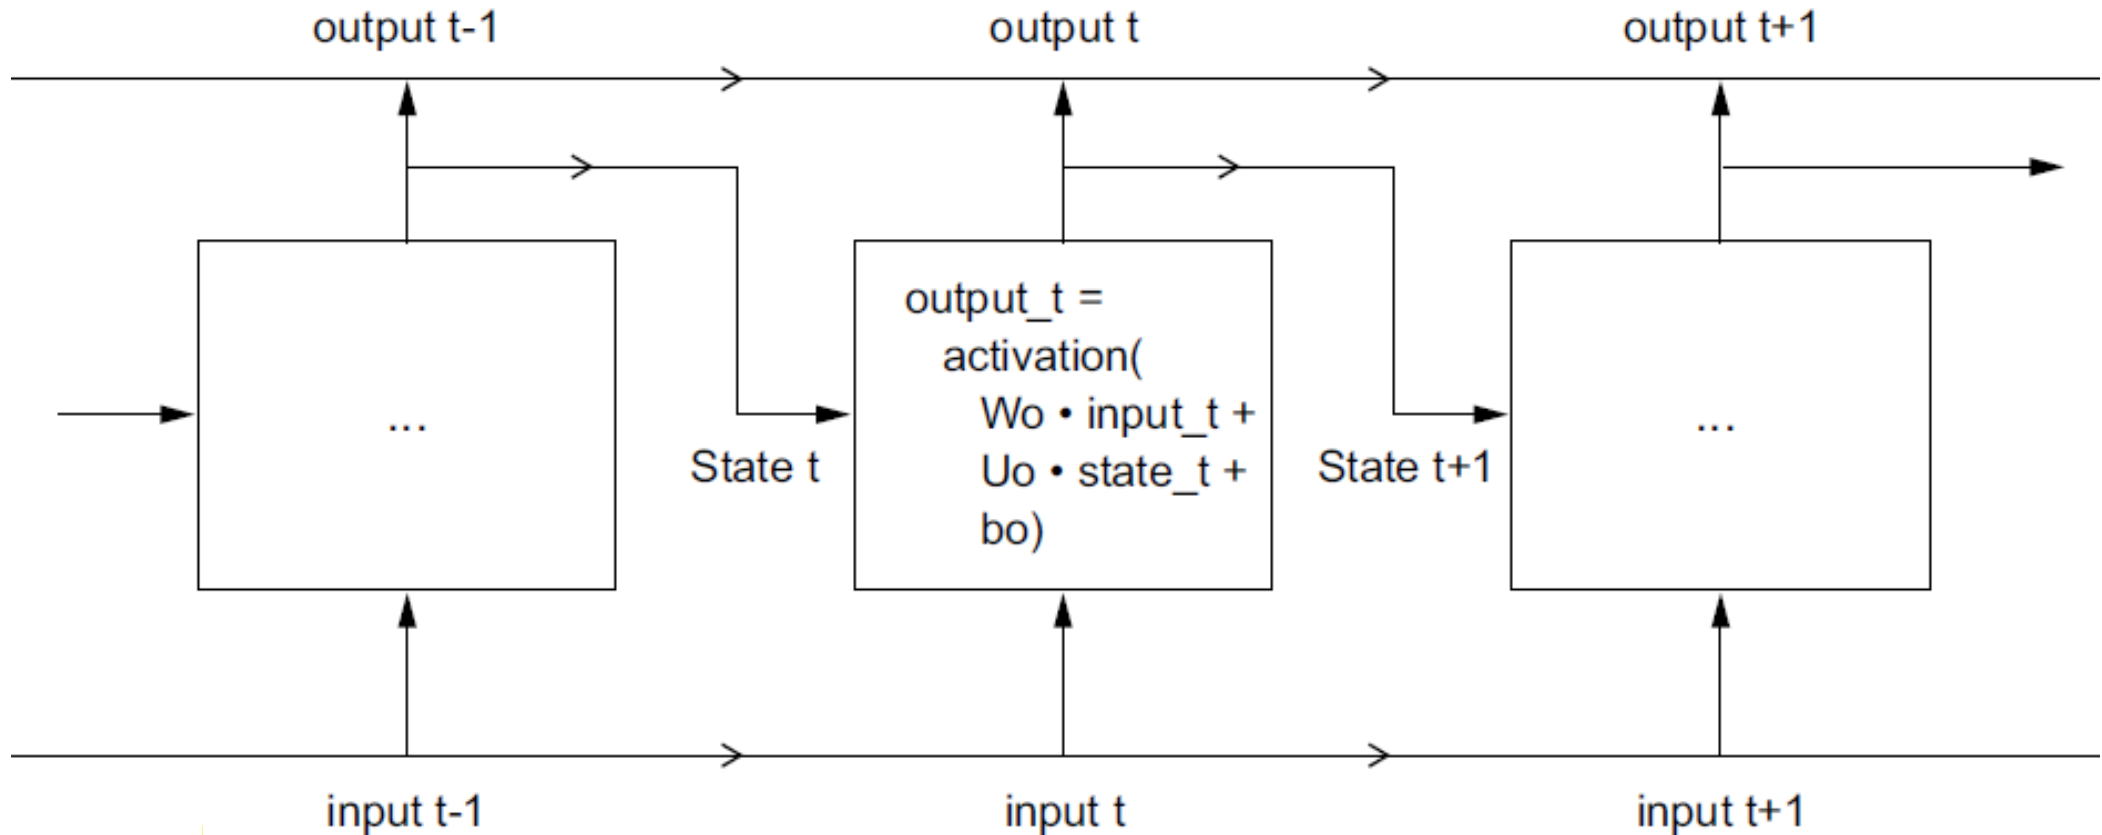 output t-1
output t
output t+1
output_t =
activation(
Wo • input_t +
Uo • state_t +
bo)
...
...
State t
State t+1
input t-1
input t
input t+1